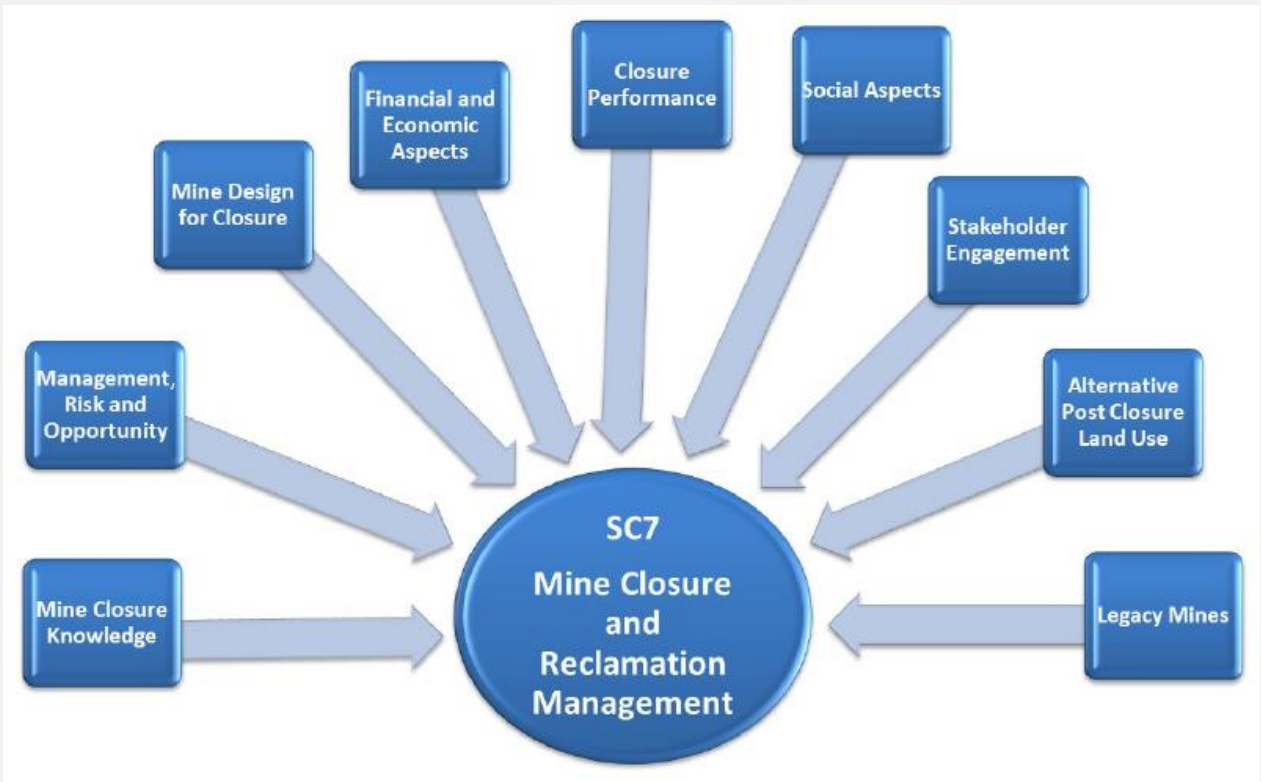 Closure
Performance
Social Aspects
Financial and
Economic
Aspects
Mine Design
for Closure
Stakeholder
Engagement
Management,
Risk and
Opportunity
Alternative
Post Closure
Land Use
SC7
Mine Closure
and
Reclamation
Management
Mine Closure
Knowledge
Legacy Mines